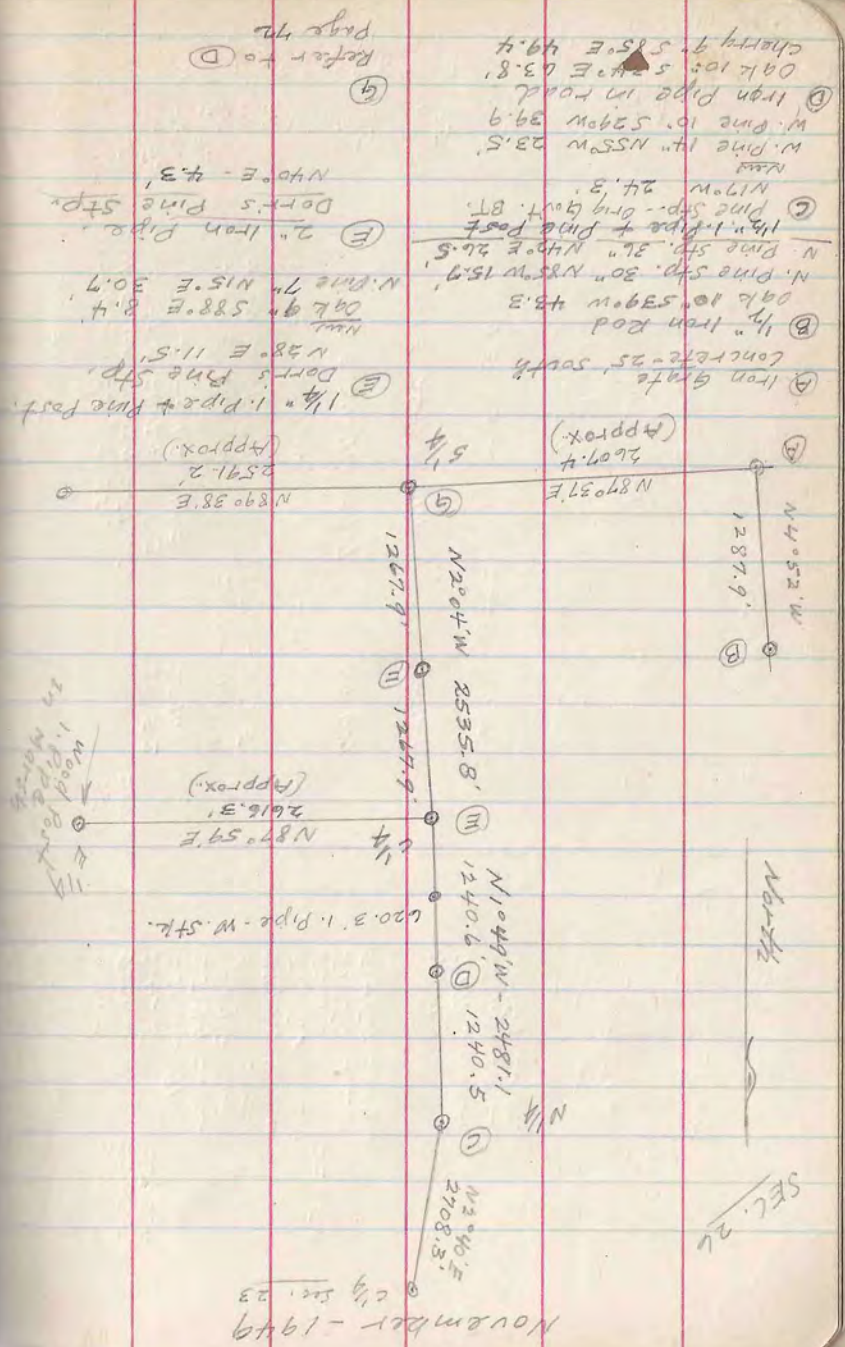 November - 1949
C 1/4 Sec. 23
N2°40'E
2708.3'
SEC. 26
C
N 1/4
North
1240.5
D
1240.6'
N1°49'W - 2481.1
620.3' I. Pipe - W. Stk.
C 1/4
E
N87°59'E
2616.3'
(Approx.)
E 1/4
Wood Post
I. Pipe
In Marsh
1267.9'
E
N2°04'W 2535.8'
1267.9'
B
1287.9'
N4°52'W
A
N87°37'E
2607.4
(Approx)
G
S 1/4
N89°38'E
2591.2'
(Approx.)
A Iron Grate
Concrete - 25' South
B 1/2" Iron Rod
Oak 10" S39°W 43.3
N. Pine Stp. 30" N85°W 15.7'
N. Pine Stp. 36" N42°E 26.5'
1 1/2" I. Pipe & Pine Post
C Pine Stp. - Orig Govt. BT.
N17°W 24.3'
New
W. Pine 14" N55°W 23.5'
W. Pine 10" S29°W 39.9
D Iron Pipe in road
Oak 10" S34°E 63.8'
Cherry 9" S85°E 49.4
E 1 1/4" I. Pipe & Pine Post.
Dorr's Pine Stp.
N28°E 11.5'
New
Oak 9" S88°E 8.4'
N. Pine 7" N15°E 30.7'
E 2" Iron Pipe -
Dorr's Pine Stp.
N40°E - 4.3'
G
Refer to D
Page 42